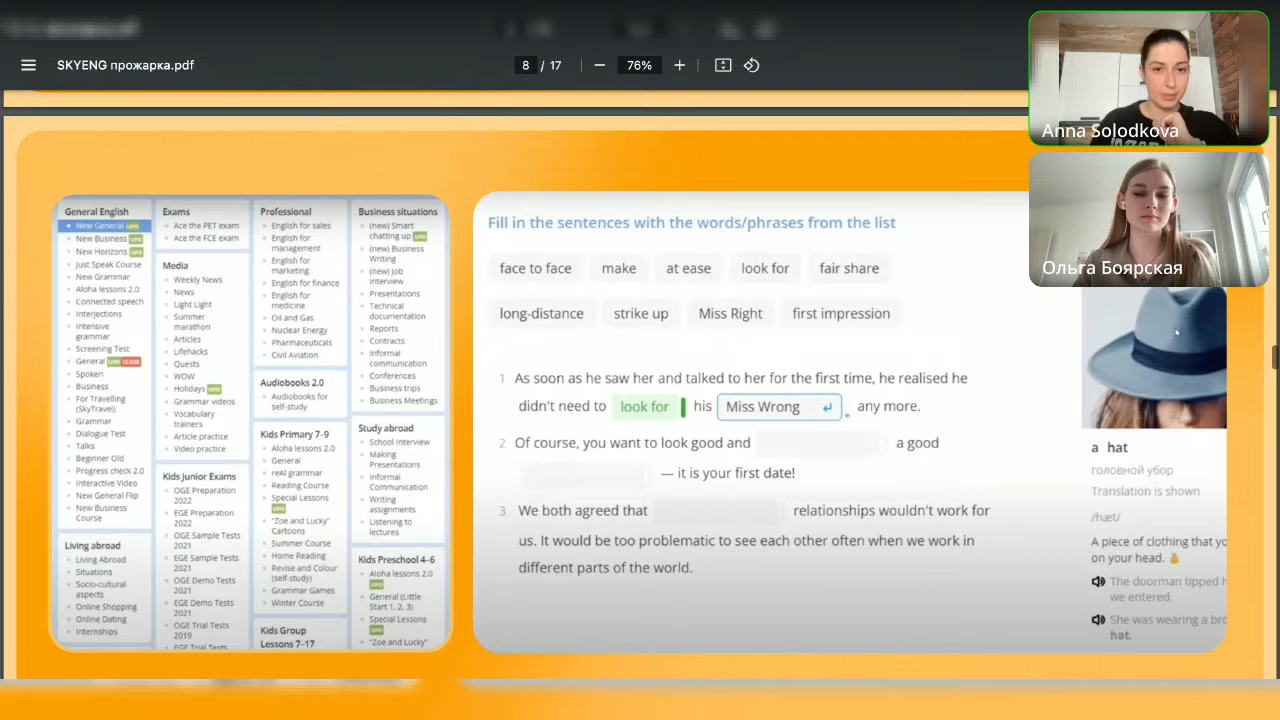 SKYENG прожарка.pdf
8 / 17
76%
Anna Solodkova
Ольга Боярская
General English
New General UPD
New Business UPD
New Horizons UPD
Just Speak Course
New Grammar
Aloha lessons 2.0
Connected speech
Interjections
Intensive
grammar
Screening Test
General UPD CLOSE
Spoken
Business
For Travelling
(SkyTravel)
Grammar
Dialogue Test
Talks
Beginner Old
Progress check 2.0
Interactive Video
New General Flip
New Business
Course
Living abroad
Living Abroad
Situations
Socio-cultural
aspects
Online Shopping
Online Dating
Internships
Exams
Ace the PET exam
Ace the FCE exam
Media
Weekly News
News
Light Light
Summer
marathon
Articles
Lifehacks
Quests
WOW
Holidays UPD
Grammar videos
Vocabulary
trainers
Article practice
Video practice
Kids Junior Exams
OGE Preparation
2022
EGE Preparation
2022
OGE Sample Tests
2021
EGE Sample Tests
2021
OGE Demo Tests
2021
EGE Demo Tests
2021
OGE Trial Tests
2019
EGE Trial Tests
Professional
English for sales
English for
management
English for
marketing
English for finance
English for
medicine
Oil and Gas
Nuclear Energy
Pharmaceuticals
Civil Aviation
Audiobooks 2.0
Audiobooks for
self-study
Kids Primary 7–9
Aloha lessons 2.0
General
reAl grammar
Reading Course
Special Lessons
UPD
"Zoe and Lucky"
Cartoons
Summer Course
Home Reading
Revise and Colour
(self-study)
Grammar Games
Winter Course
Kids Group
Lessons 7–17
Business situations
(new) Smart
chatting up UPD
(new) Business
Writing
(new) Job
Interview
Presentations
Technical
documentation
Reports
Contracts
Informal
communication
Conferences
Business trips
Business Meetings
Study abroad
School Interview
Making
Presentations
Informal
Communication
Writing
assignments
Listening to
lectures
Kids Preschool 4–6
Aloha lessons 2.0
UPD
General (Little
Start 1, 2, 3)
Special Lessons
UPD
"Zoe and Lucky"
Fill in the sentences with the words/phrases from the list
face to face make at ease look for fair share
long-distance strike up Miss Right first impression
1 As soon as he saw her and talked to her for the first time, he realised he
didn't need to look for his Miss Wrong any more.
2 Of course, you want to look good and a good
— it is your first date!
3 We both agreed that relationships wouldn't work for
us. It would be too problematic to see each other often when we work in
different parts of the world.
a hat
головной убор
Translation is shown
/hæt/
A piece of clothing that yo
on your head.
The doorman tipped h
we entered.
She was wearing a bro
hat.